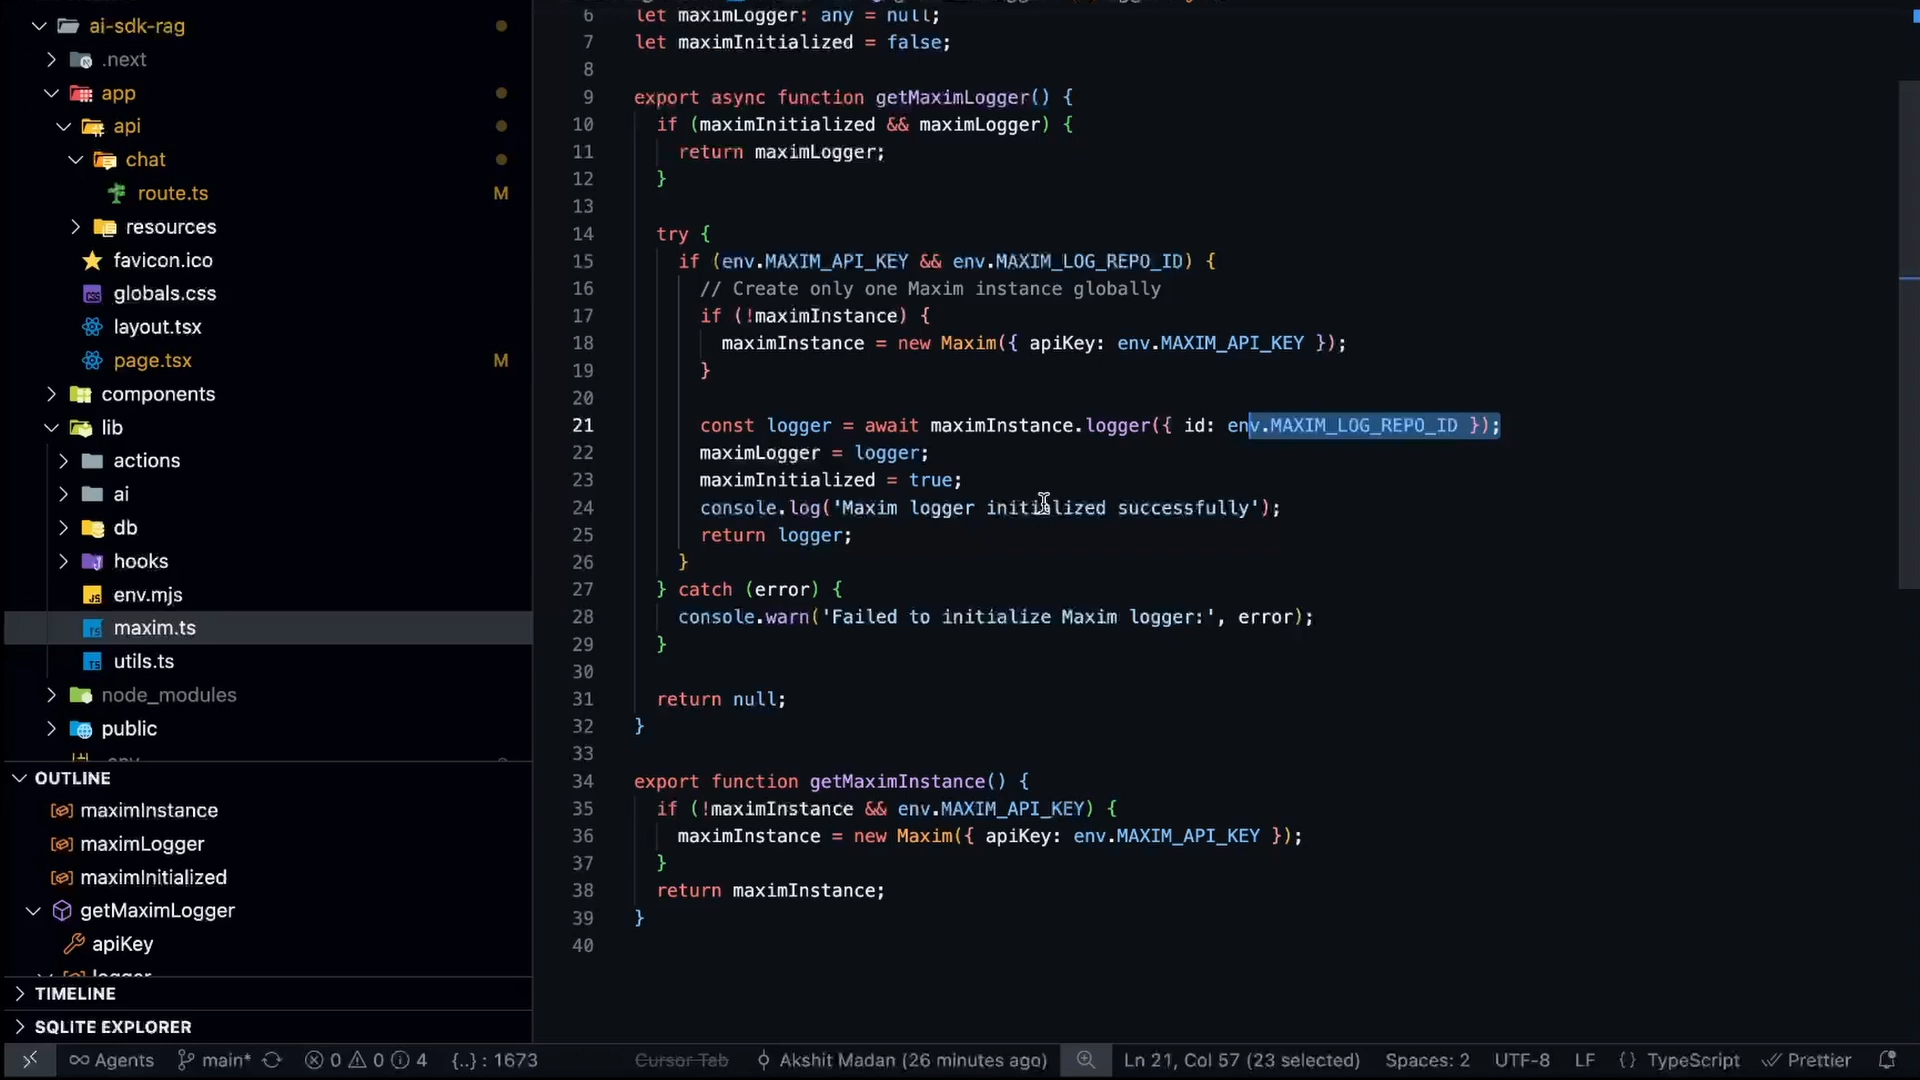 ai-sdk-rag
.next
app
api
chat
route.ts M
resources
favicon.ico
globals.css
layout.tsx
page.tsx M
components
lib
actions
ai
db
hooks
env.mjs
maxim.ts
utils.ts
node_modules
public
OUTLINE
maximInstance
maximLogger
maximInitialized
getMaximLogger
apiKey
logger
TIMELINE
SQLITE EXPLORER
6 let maximLogger: any = null;
7 let maximInitialized = false;
8
9 export async function getMaximLogger() {
10 if (maximInitialized && maximLogger) {
11 return maximLogger;
12 }
13
14 try {
15 if (env.MAXIM_API_KEY && env.MAXIM_LOG_REPO_ID) {
16 // Create only one Maxim instance globally
17 if (!maximInstance) {
18 maximInstance = new Maxim({ apiKey: env.MAXIM_API_KEY });
19 }
20
21 const logger = await maximInstance.logger({ id: env.MAXIM_LOG_REPO_ID });
22 maximLogger = logger;
23 maximInitialized = true;
24 console.log('Maxim logger initialized successfully');
25 return logger;
26 }
27 } catch (error) {
28 console.warn('Failed to initialize Maxim logger:', error);
29 }
30
31 return null;
32 }
33
34 export function getMaximInstance() {
35 if (!maximInstance && env.MAXIM_API_KEY) {
36 maximInstance = new Maxim({ apiKey: env.MAXIM_API_KEY });
37 }
38 return maximInstance;
39 }
40
Agents main* 0 0 4 {..} : 1673 Cursor Tab Akshit Madan (26 minutes ago) Ln 21, Col 57 (23 selected) Spaces: 2 UTF-8 LF {} TypeScript Prettier